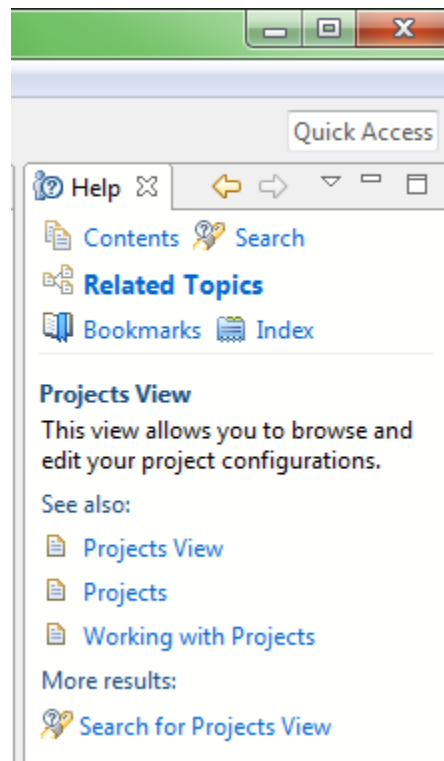 Quick Access
Help
Contents Search
Related Topics
Bookmarks Index
Projects View
This view allows you to browse and
edit your project configurations.
See also:
Projects View
Projects
Working with Projects
More results:
Search for Projects View